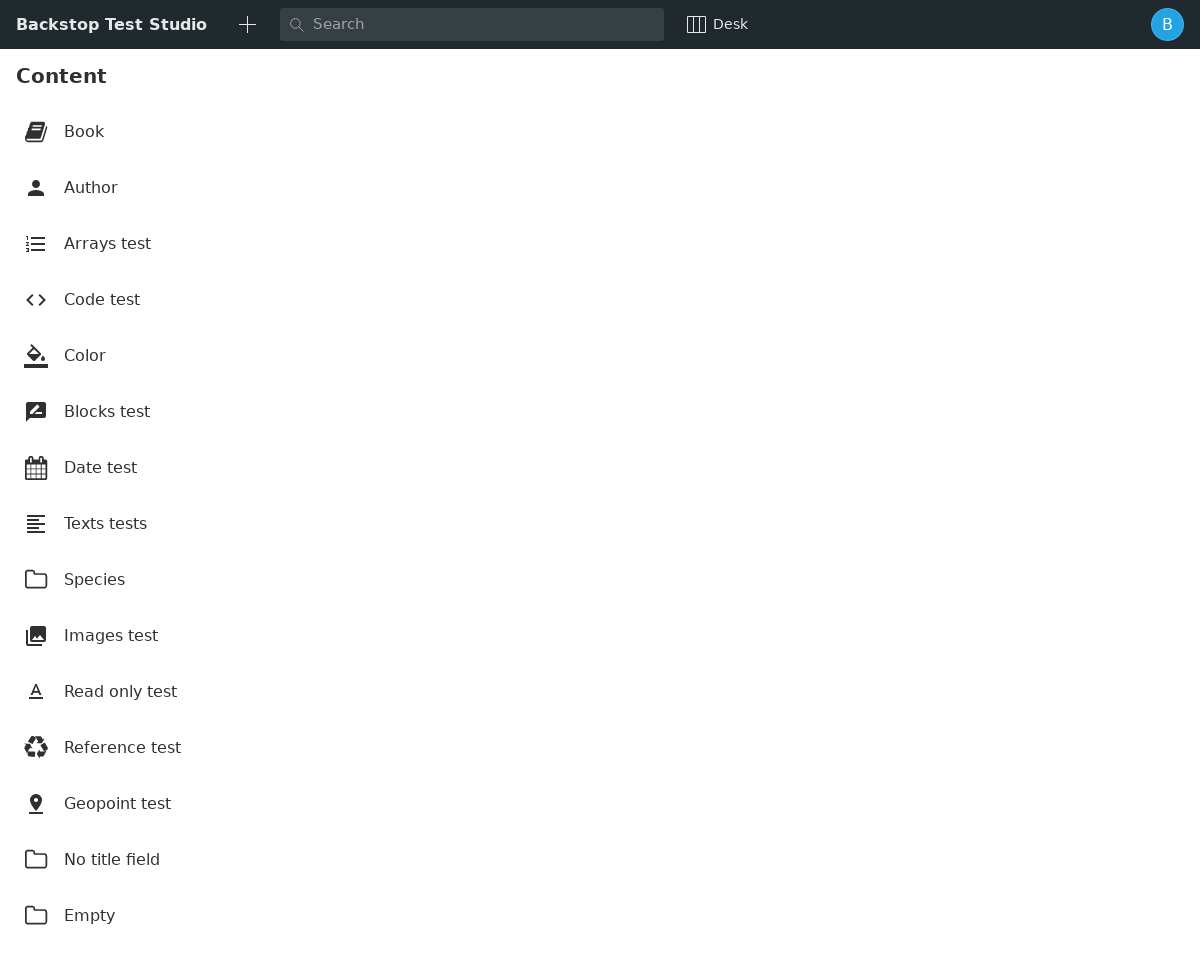 Backstop Test Studio
Search
Desk
B
Content
Book
Author
Arrays test
Code test
Color
Blocks test
Date test
Texts tests
Species
Images test
Read only test
Reference test
Geopoint test
No title field
Empty